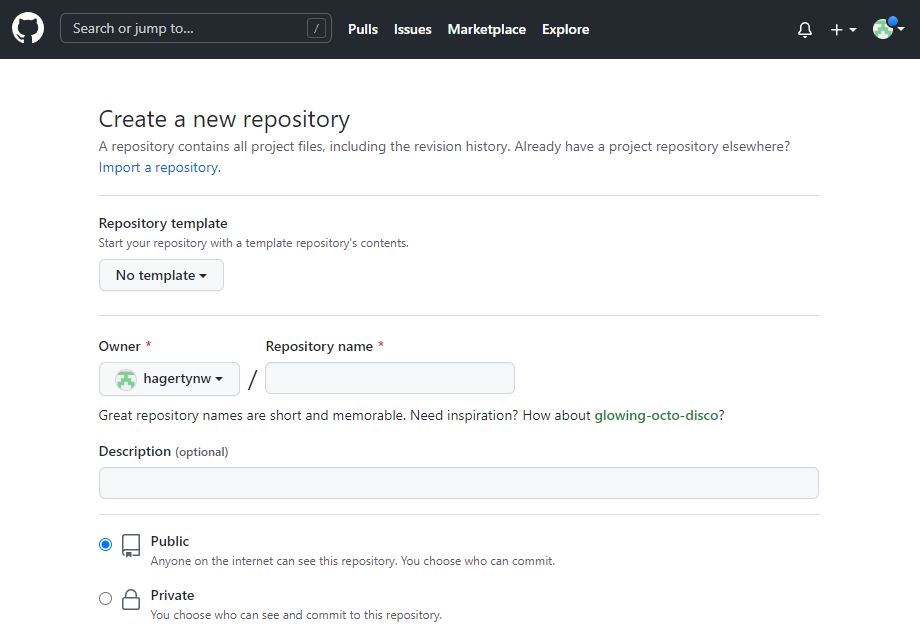 Search or jump to... /
Pulls Issues Marketplace Explore
Create a new repository
A repository contains all project files, including the revision history. Already have a project repository elsewhere?
Import a repository.
Repository template
Start your repository with a template repository's contents.
No template
Owner * Repository name *
hagertynw /
Great repository names are short and memorable. Need inspiration? How about glowing-octo-disco?
Description (optional)
Public
Anyone on the internet can see this repository. You choose who can commit.
Private
You choose who can see and commit to this repository.